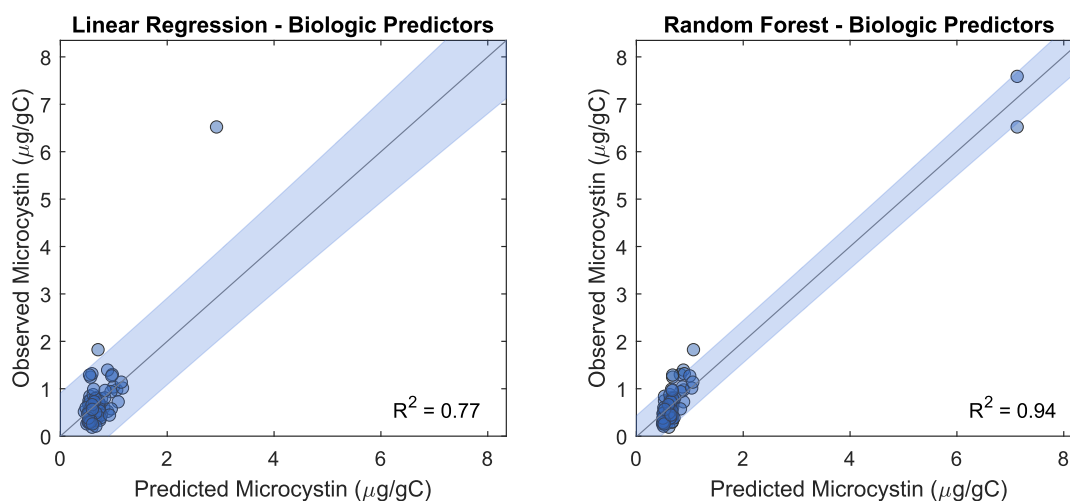 Linear Regression - Biologic Predictors
8
7
6
5
4
3
2
1
0
Observed Microcystin (μg/gC)
R² = 0.77
0 2 4 6 8
Predicted Microcystin (μg/gC)
Random Forest - Biologic Predictors
8
7
6
5
4
3
2
1
0
Observed Microcystin (μg/gC)
R² = 0.94
0 2 4 6 8
Predicted Microcystin (μg/gC)